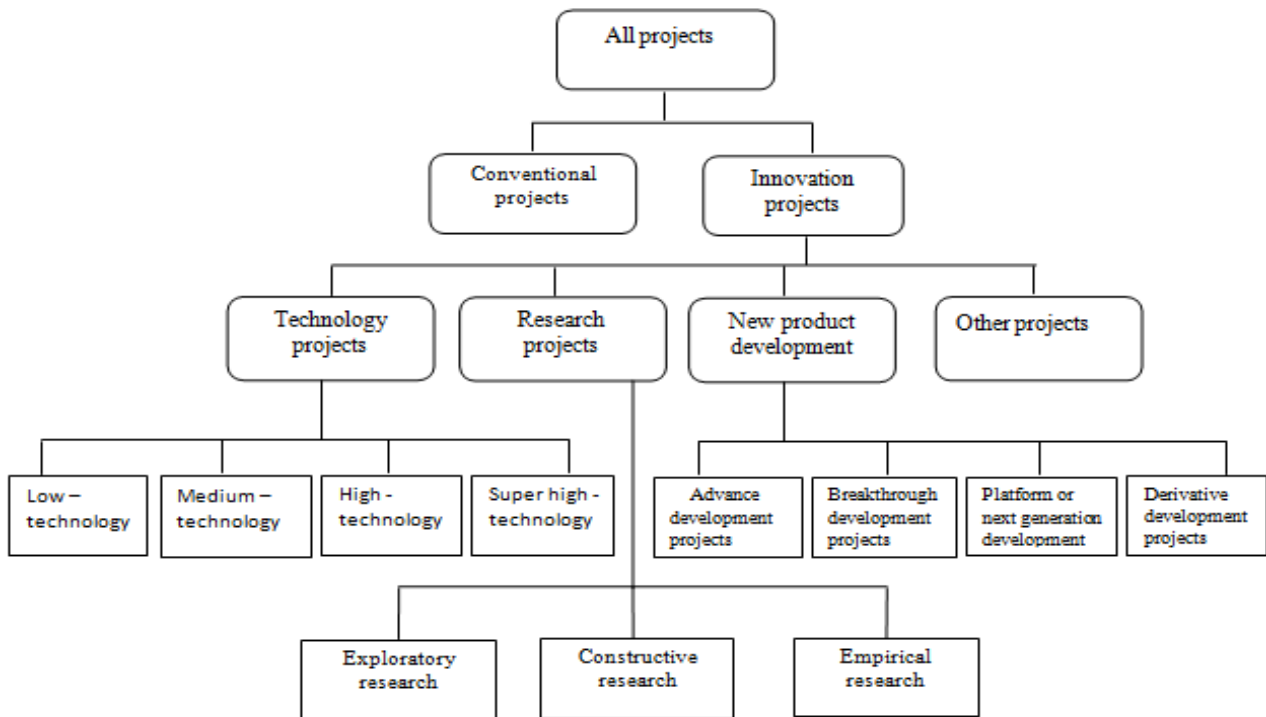 All projects
Conventional
projects
Innovation
projects
Technology
projects
Research
projects
New product
development
Other projects
Low –
technology
Medium –
technology
High -
technology
Super high -
technology
Advance
development
projects
Breakthrough
development
projects
Platform or
next generation
development
Derivative
development
projects
Exploratory
research
Constructive
research
Empirical
research